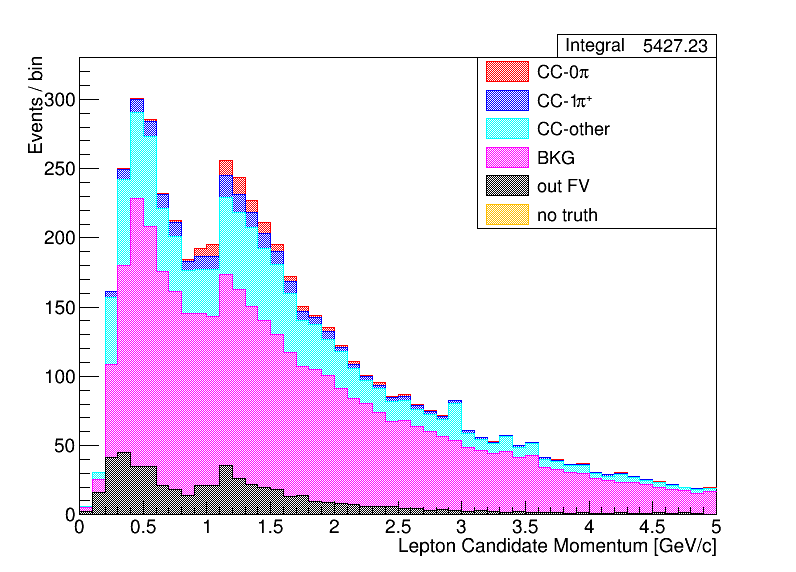 Integral 5427.23
Events / bin
CC-0π
CC-1π⁺
CC-other
BKG
out FV
no truth
300
250
200
150
100
50
0
0 0.5 1 1.5 2 2.5 3 3.5 4 4.5 5
Lepton Candidate Momentum [GeV/c]